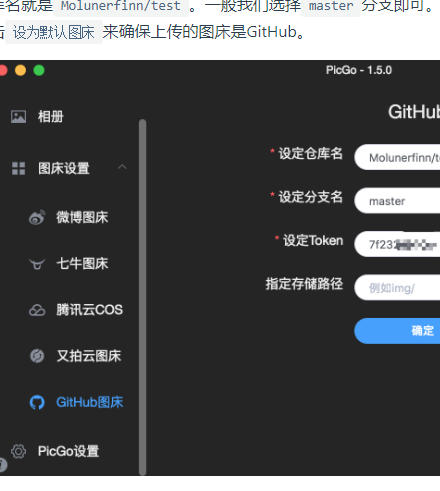 库名就是 Molunerfinn/test 。一般我们选择 master 分支即可。
击 设为默认图床 来确保上传的图床是GitHub。
PicGo - 1.5.0
相册
图床设置
微博图床
七牛图床
腾讯云COS
又拍云图床
GitHub图床
PicGo设置
GitHub
* 设定仓库名 Molunerfinn/te
* 设定分支名 master
* 设定Token 7f232
指定存储路径 例如img/
确定